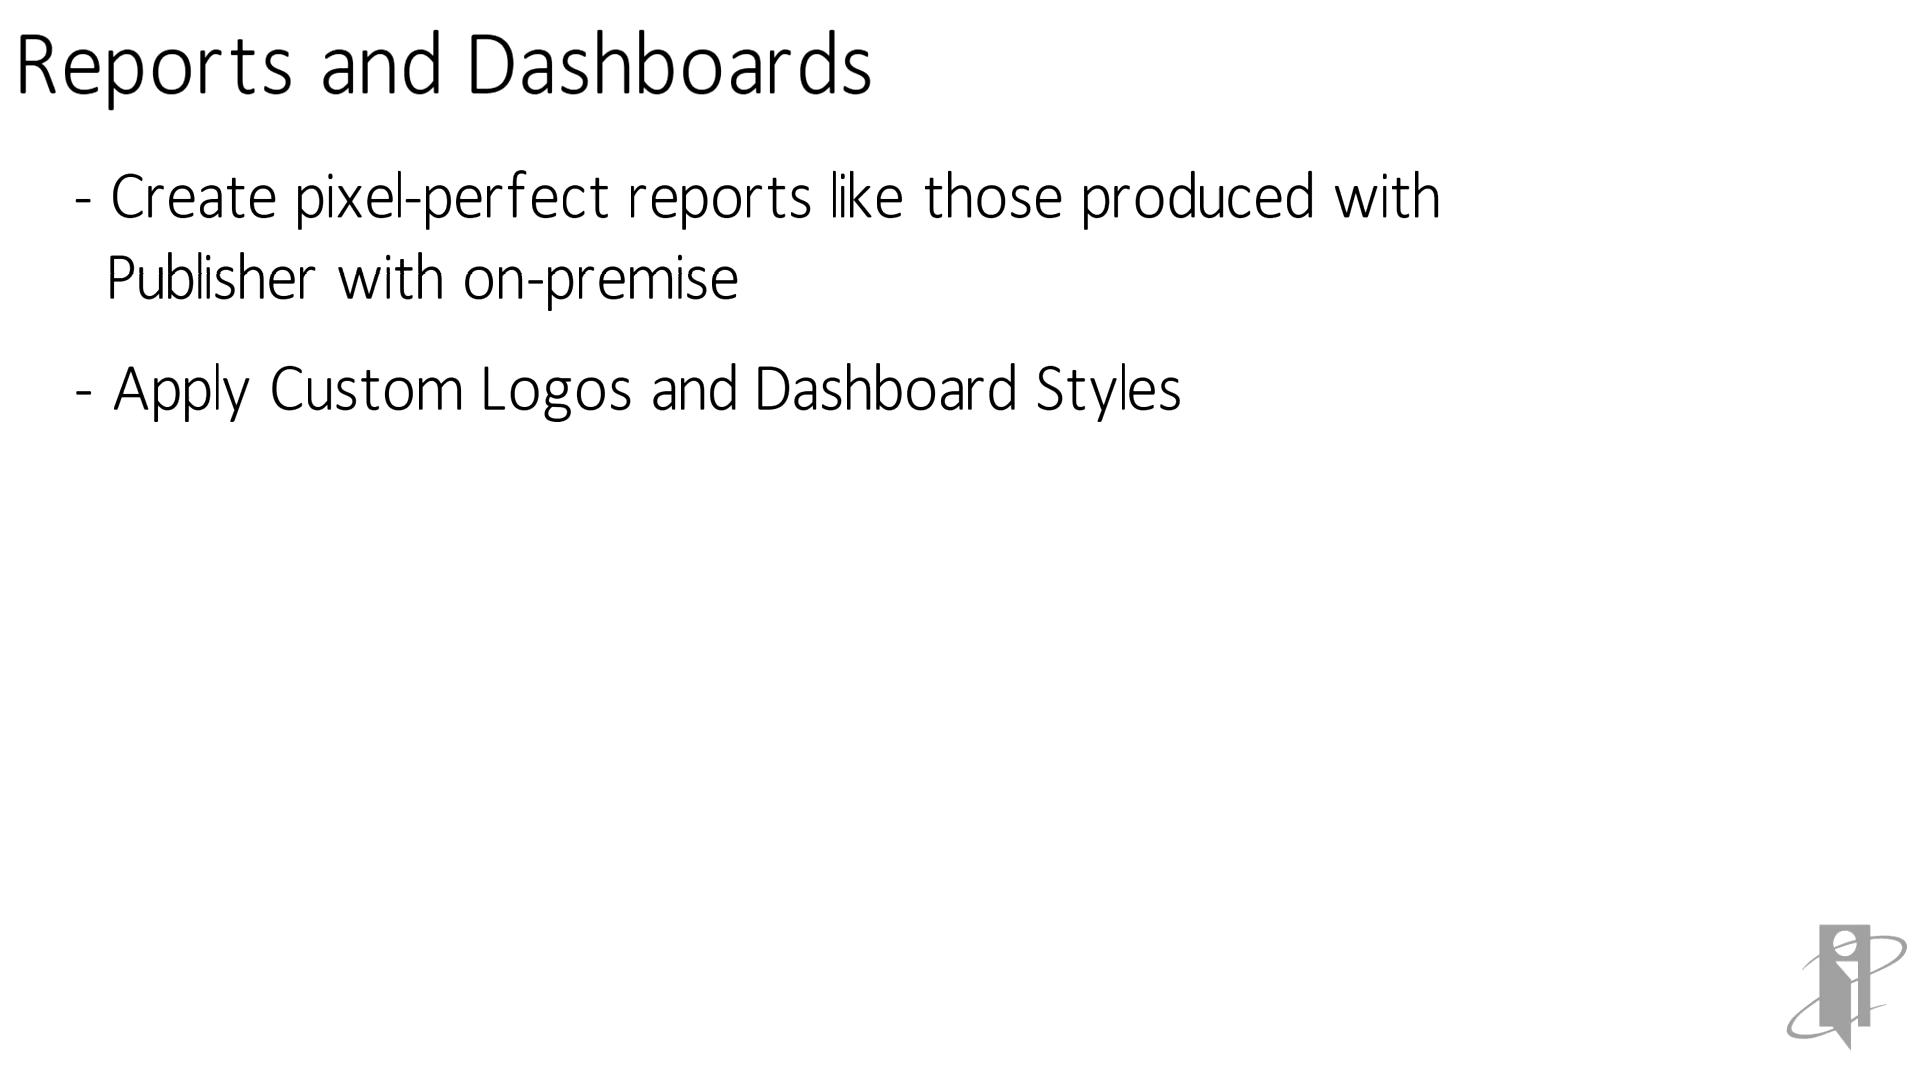 Reports and Dashboards
- Create pixel-perfect reports like those produced with
Publisher with on-premise
- Apply Custom Logos and Dashboard Styles